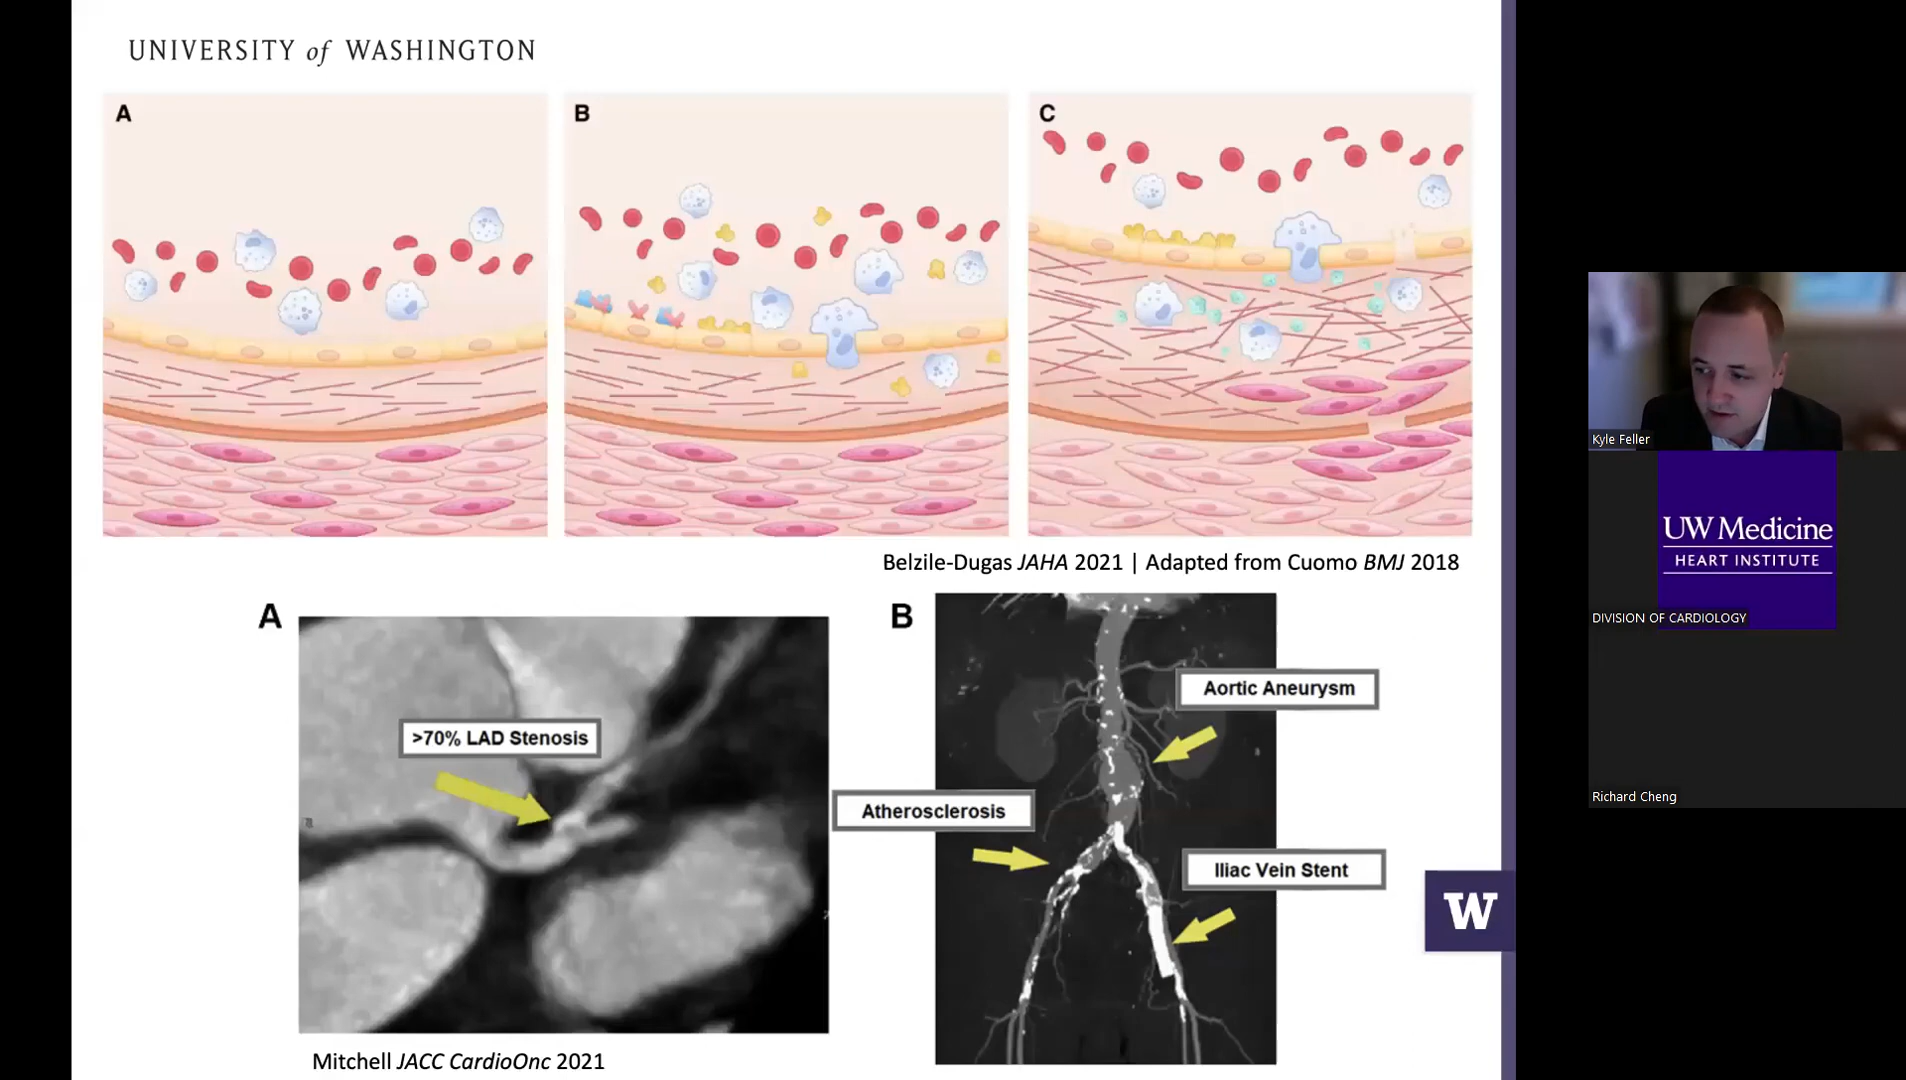 UNIVERSITY of WASHINGTON
A
B
C
Belzile-Dugas JAHA 2021 | Adapted from Cuomo BMJ 2018
A
>70% LAD Stenosis
B
Aortic Aneurysm
Atherosclerosis
Iliac Vein Stent
Mitchell JACC CardioOnc 2021
W
Kyle Feller
UW Medicine
HEART INSTITUTE
DIVISION OF CARDIOLOGY
Richard Cheng